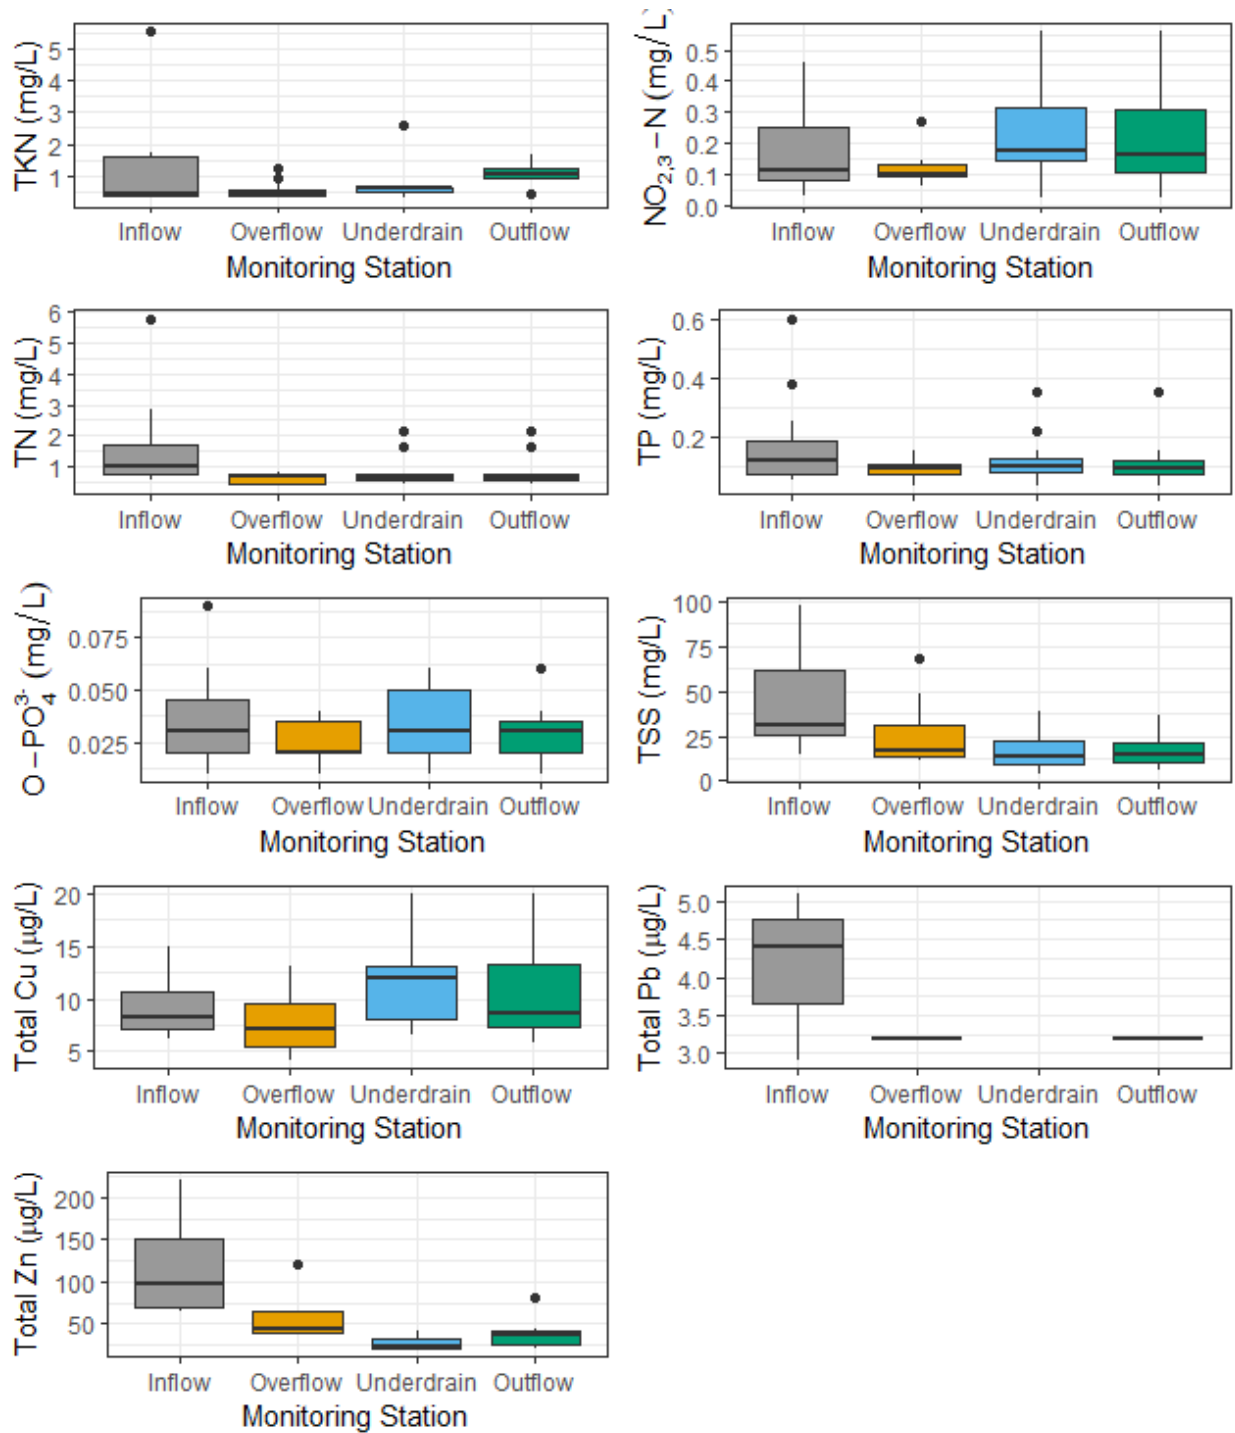 TKN (mg/L)
5
4
3
2
1
Inflow Overflow Underdrain Outflow
Monitoring Station
NO2,3−N (mg/L)
0.5
0.4
0.3
0.2
0.1
0.0
Inflow Overflow Underdrain Outflow
Monitoring Station
TN (mg/L)
6
5
4
3
2
1
Inflow Overflow Underdrain Outflow
Monitoring Station
TP (mg/L)
0.6
0.4
0.2
Inflow Overflow Underdrain Outflow
Monitoring Station
O−PO4 3- (mg/L)
0.075
0.050
0.025
Inflow Overflow Underdrain Outflow
Monitoring Station
TSS (mg/L)
100
75
50
25
0
Inflow Overflow Underdrain Outflow
Monitoring Station
Total Cu (µg/L)
20
15
10
5
Inflow Overflow Underdrain Outflow
Monitoring Station
Total Pb (µg/L)
5.0
4.5
4.0
3.5
3.0
Inflow Overflow Underdrain Outflow
Monitoring Station
Total Zn (µg/L)
200
150
100
50
Inflow Overflow Underdrain Outflow
Monitoring Station